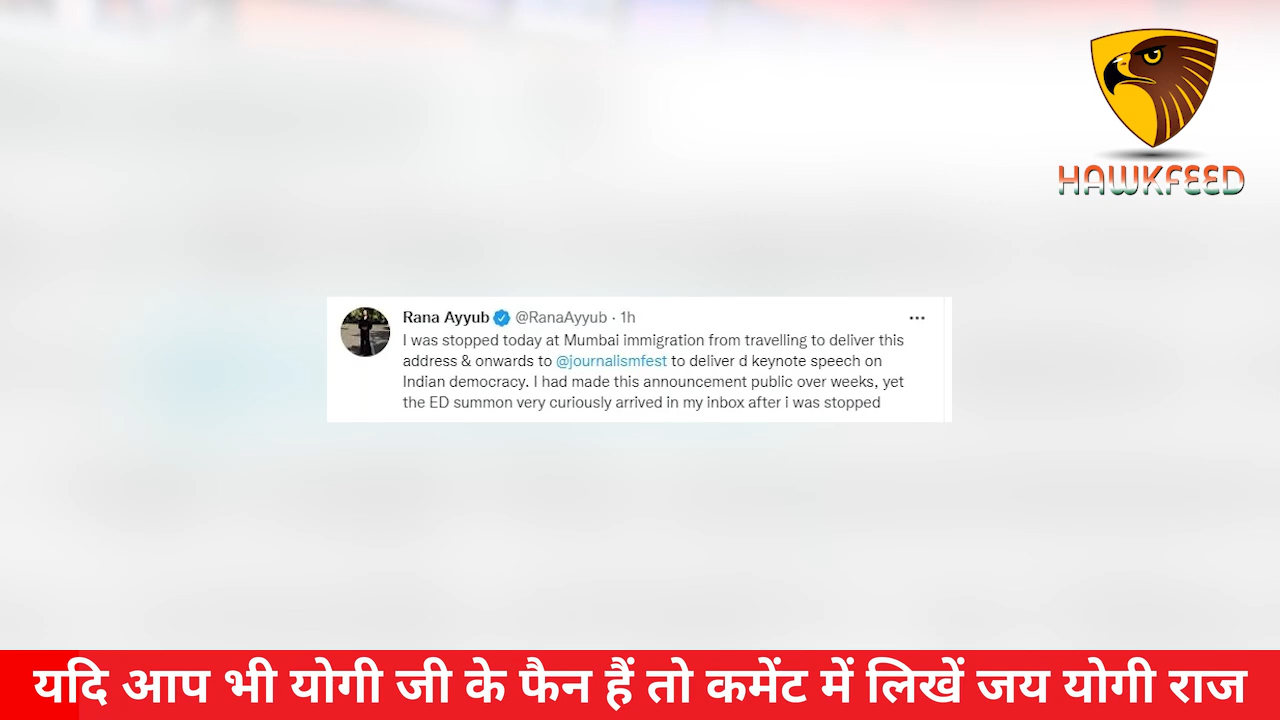 HAWKFEED
Rana Ayyub @RanaAyyub · 1h
I was stopped today at Mumbai immigration from travelling to deliver this
address & onwards to @journalismfest to deliver d keynote speech on
Indian democracy. I had made this announcement public over weeks, yet
the ED summon very curiously arrived in my inbox after i was stopped
यदि आप भी योगी जी के फैन हैं तो कमेंट में लिखें जय योगी राज